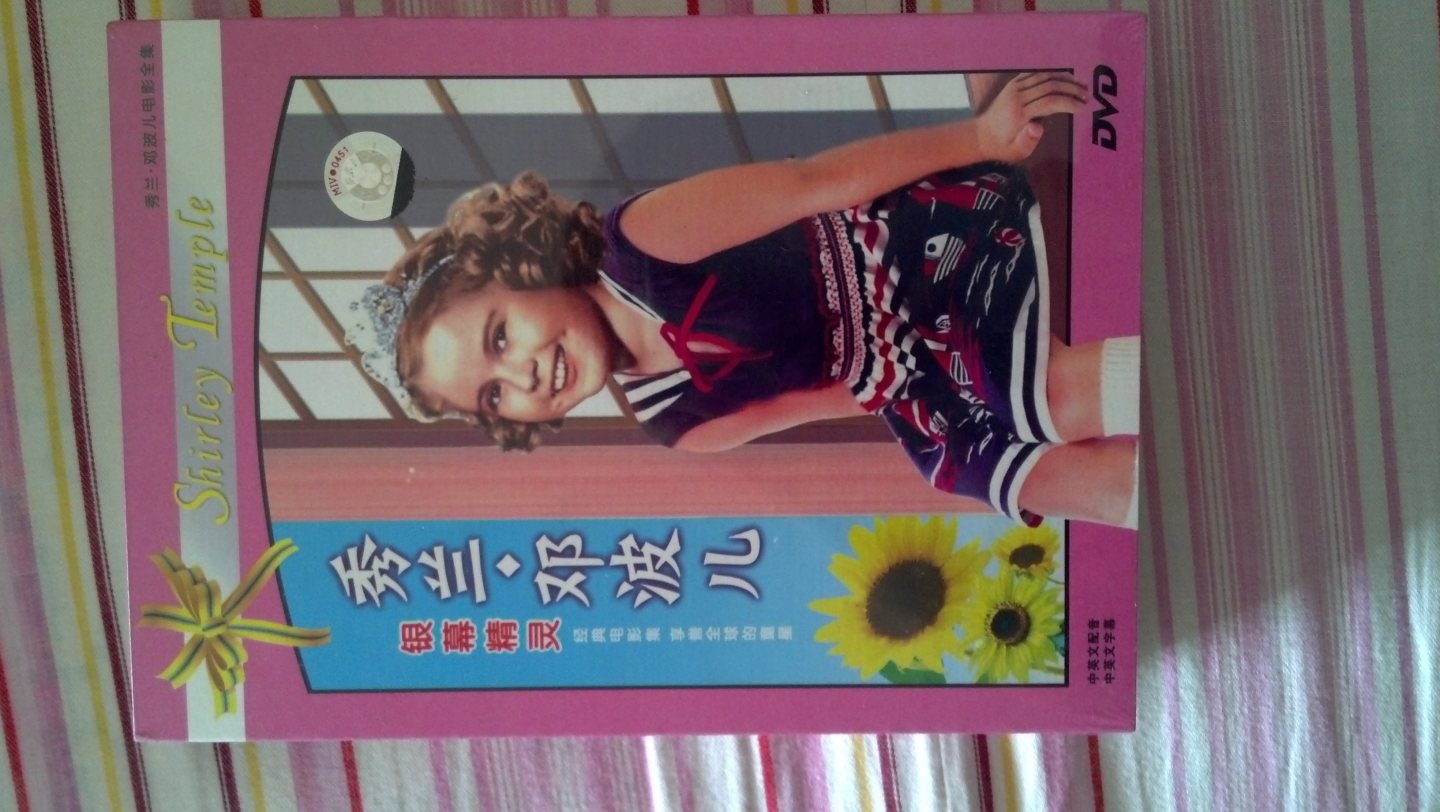 秀兰·邓波儿电影全集
Shirley Temple
MIV●0451
秀兰·邓波儿
银幕精灵
经典电影集 享誉全球的童星
中英文配音
中英文字幕
DVD